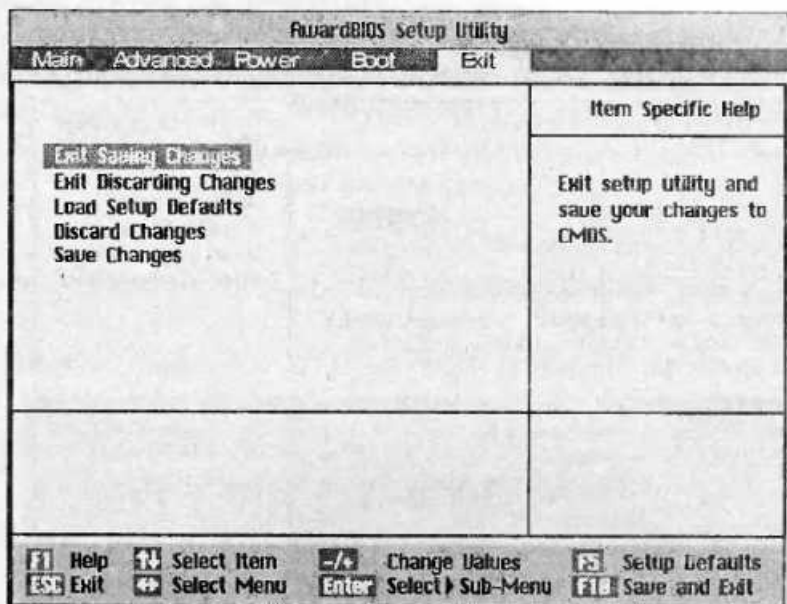 AwardBIOS Setup Utility
Main Advanced Power Boot Exit
Item Specific Help
Exit Saving Changes
Exit Discarding Changes
Load Setup Defaults
Discard Changes
Save Changes
Exit setup utility and
save your changes to
CMOS.
F1 Help ↑↓ Select Item -/+ Change Values F5 Setup Defaults
ESC Exit ↔ Select Menu Enter Select ▶ Sub-Menu F10 Save and Exit